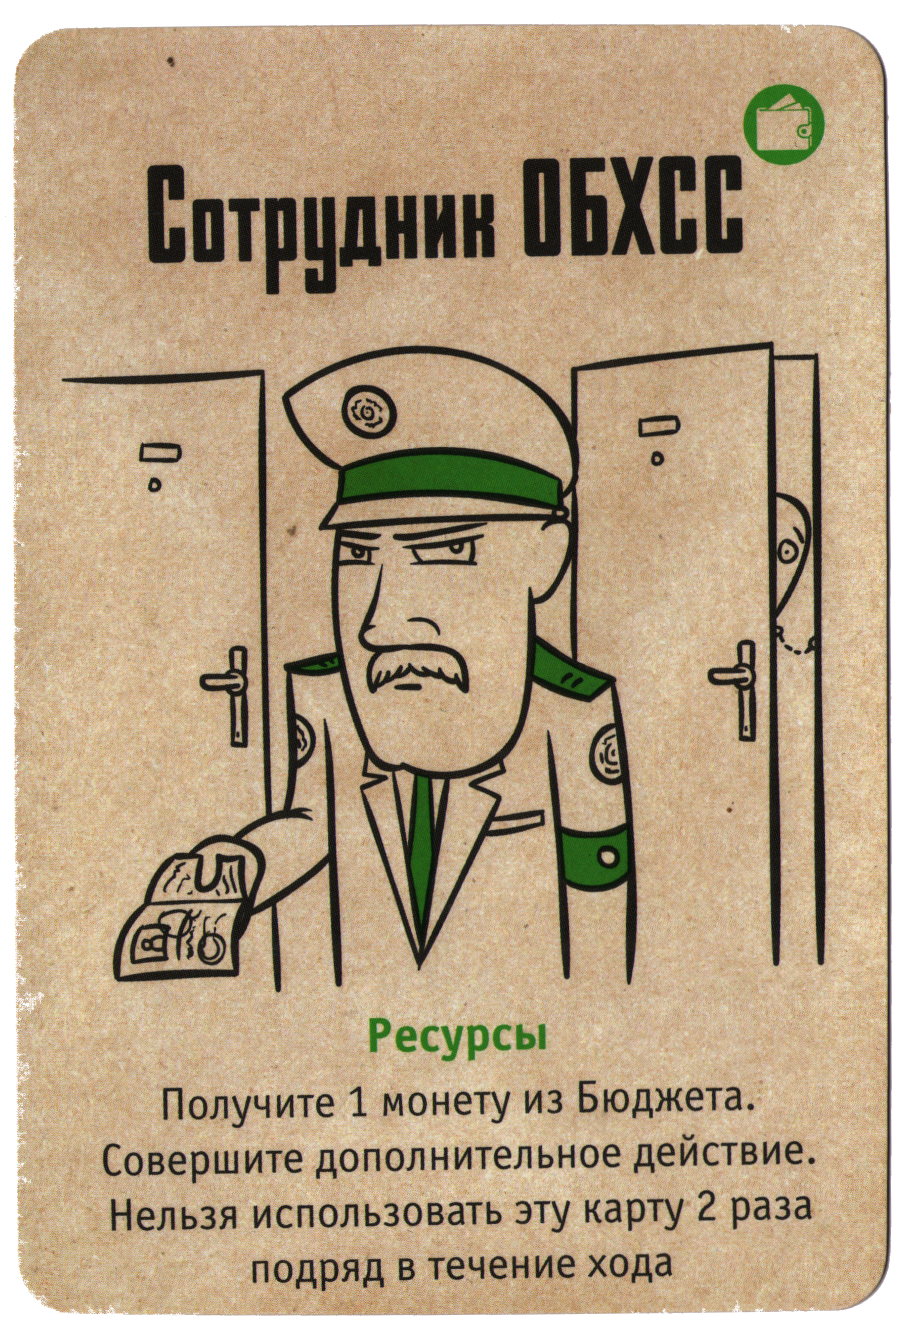 Сотрудник ОБХСС
Ресурсы
Получите 1 монету из Бюджета.
Совершите дополнительное действие.
Нельзя использовать эту карту 2 раза
подряд в течение хода